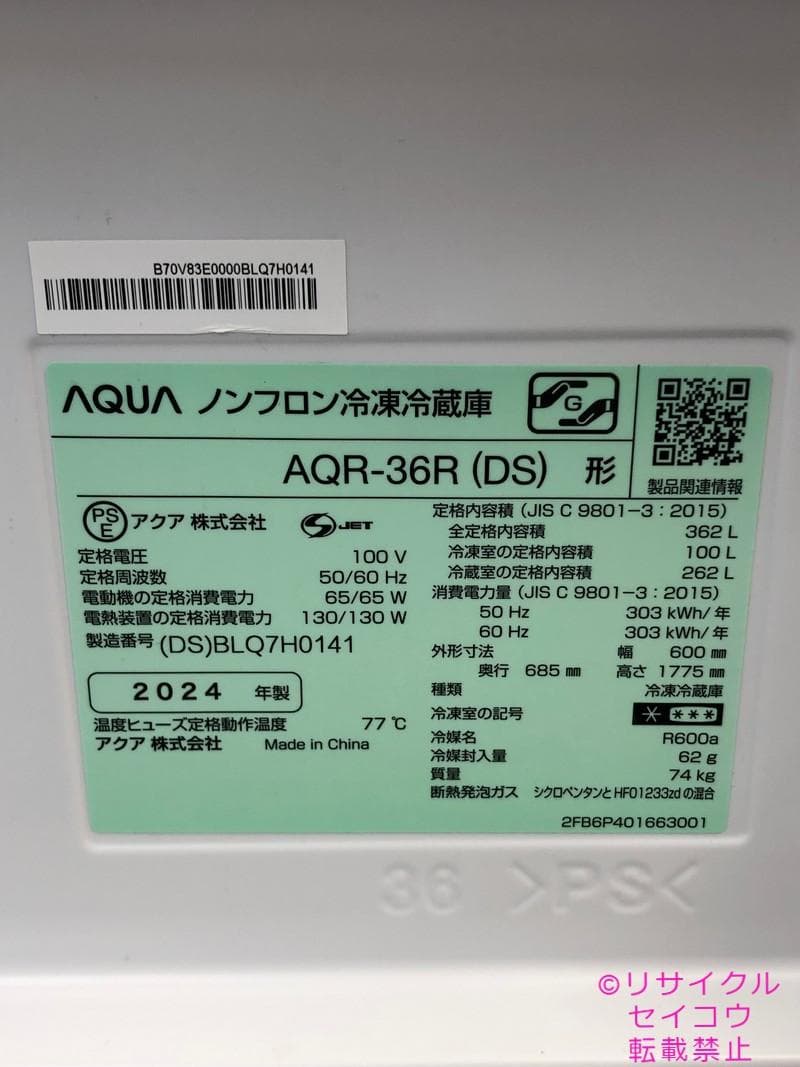 B70V83E0000BLQ7H0141
AQUA ノンフロン冷凍冷蔵庫
G
AQR-36R (DS) 形
製品関連情報
PSE アクア 株式会社
S JET
定格電圧 100 V
定格周波数 50/60 Hz
電動機の定格消費電力 65/65 W
電熱装置の定格消費電力 130/130 W
製造番号 (DS)BLQ7H0141
2024 年製
温度ヒューズ定格動作温度 77 ℃
アクア 株式会社 Made in China
定格内容積 (JIS C 9801-3:2015)
全定格内容積 362 L
冷凍室の定格内容積 100 L
冷蔵室の定格内容積 262 L
消費電力量 (JIS C 9801-3:2015)
50 Hz 303 kWh/年
60 Hz 303 kWh/年
外形寸法 幅 600 ㎜
奥行 685 ㎜ 高さ 1775 ㎜
種類 冷凍冷蔵庫
冷凍室の記号 * ***
冷媒名 R600a
冷媒封入量 62 g
質量 74 kg
断熱発泡ガス シクロペンタンとHFO1233zdの混合
2FB6P401663001
36 >PS<
©リサイクル
セイコウ
転載禁止